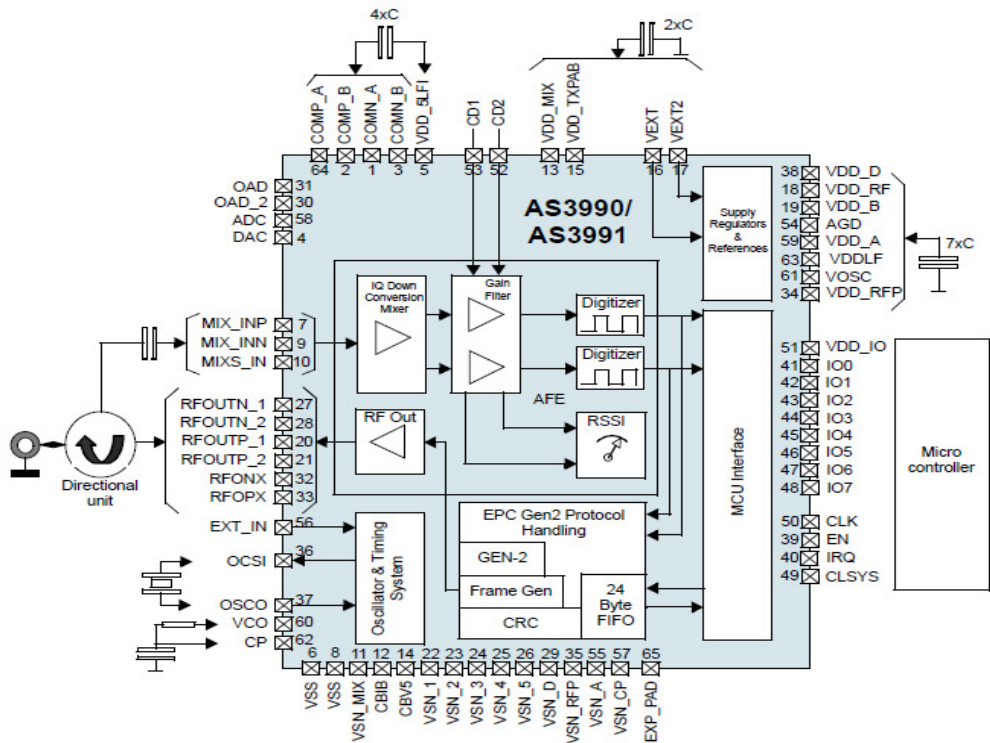 4xC
2xC
COMP_A
COMP_B
COMN_A
COMN_B
VDD_5LFI
CD1
CD2
VDD_MIX
VDD_TXPAB
VEXT
VEXT2
64
2
1
3
5
53
52
13
15
16
17
OAD 31
OAD_2 30
ADC 58
DAC 4
AS3990/
AS3991
Supply
Regulators
&
References
38 VDD_D
18 VDD_RF
19 VDD_B
54 AGD
59 VDD_A
63 VDDLF
61 VOSC
34 VDD_RFP
7xC
IQ Down
Conversion
Mixer
Gain
Filter
Digitizer
Digitizer
AFE
RSSI
RF Out
MIX_INP 7
MIX_INN 9
MIXS_IN 10
RFOUTN_1 27
RFOUTN_2 28
RFOUTP_1 20
RFOUTP_2 21
RFONX 32
RFOPX 33
Directional
unit
EXT_IN 56
OCSI 36
OSCO 37
VCO 60
CP 62
Oscillator & Timing
System
EPC Gen2 Protocol
Handling
GEN-2
Frame Gen
CRC
24
Byte
FIFO
MCU Interface
51 VDD_IO
41 IO0
42 IO1
43 IO2
44 IO3
45 IO4
46 IO5
47 IO6
48 IO7
50 CLK
39 EN
40 IRQ
49 CLSYS
Micro
controller
6
8
11
12
14
22
23
24
25
26
29
35
55
57
65
VSS
VSS
VSN_MIX
CBIB
CBV5
VSN_1
VSN_2
VSN_3
VSN_4
VSN_5
VSN_D
VSN_RFP
VSN_A
VSN_CP
EXP_PAD